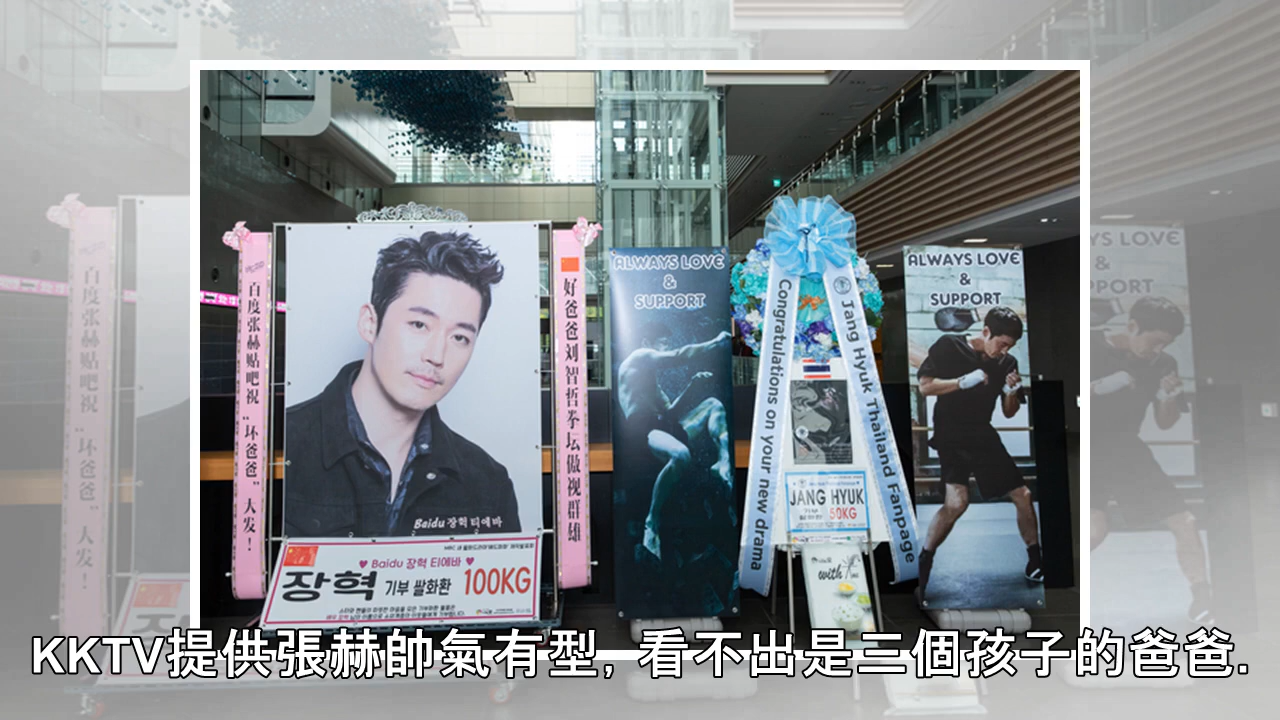 百度张赫贴吧祝“坏爸爸”大发！
好爸爸刘智哲拳坛傲视群雄
Baidu 장혁 티에바
♥ Baidu 장혁 티에바 ♥
장혁 기부 쌀화환 100KG
ALWAYS LOVE
&
SUPPORT
Congratulations on your new drama
Jang Hyuk Thailand Fanpage
JANG HYUK
50KG
with
ALWAYS LOVE
&
SUPPORT
KKTV提供張赫帥氣有型, 看不出是三個孩子的爸爸.